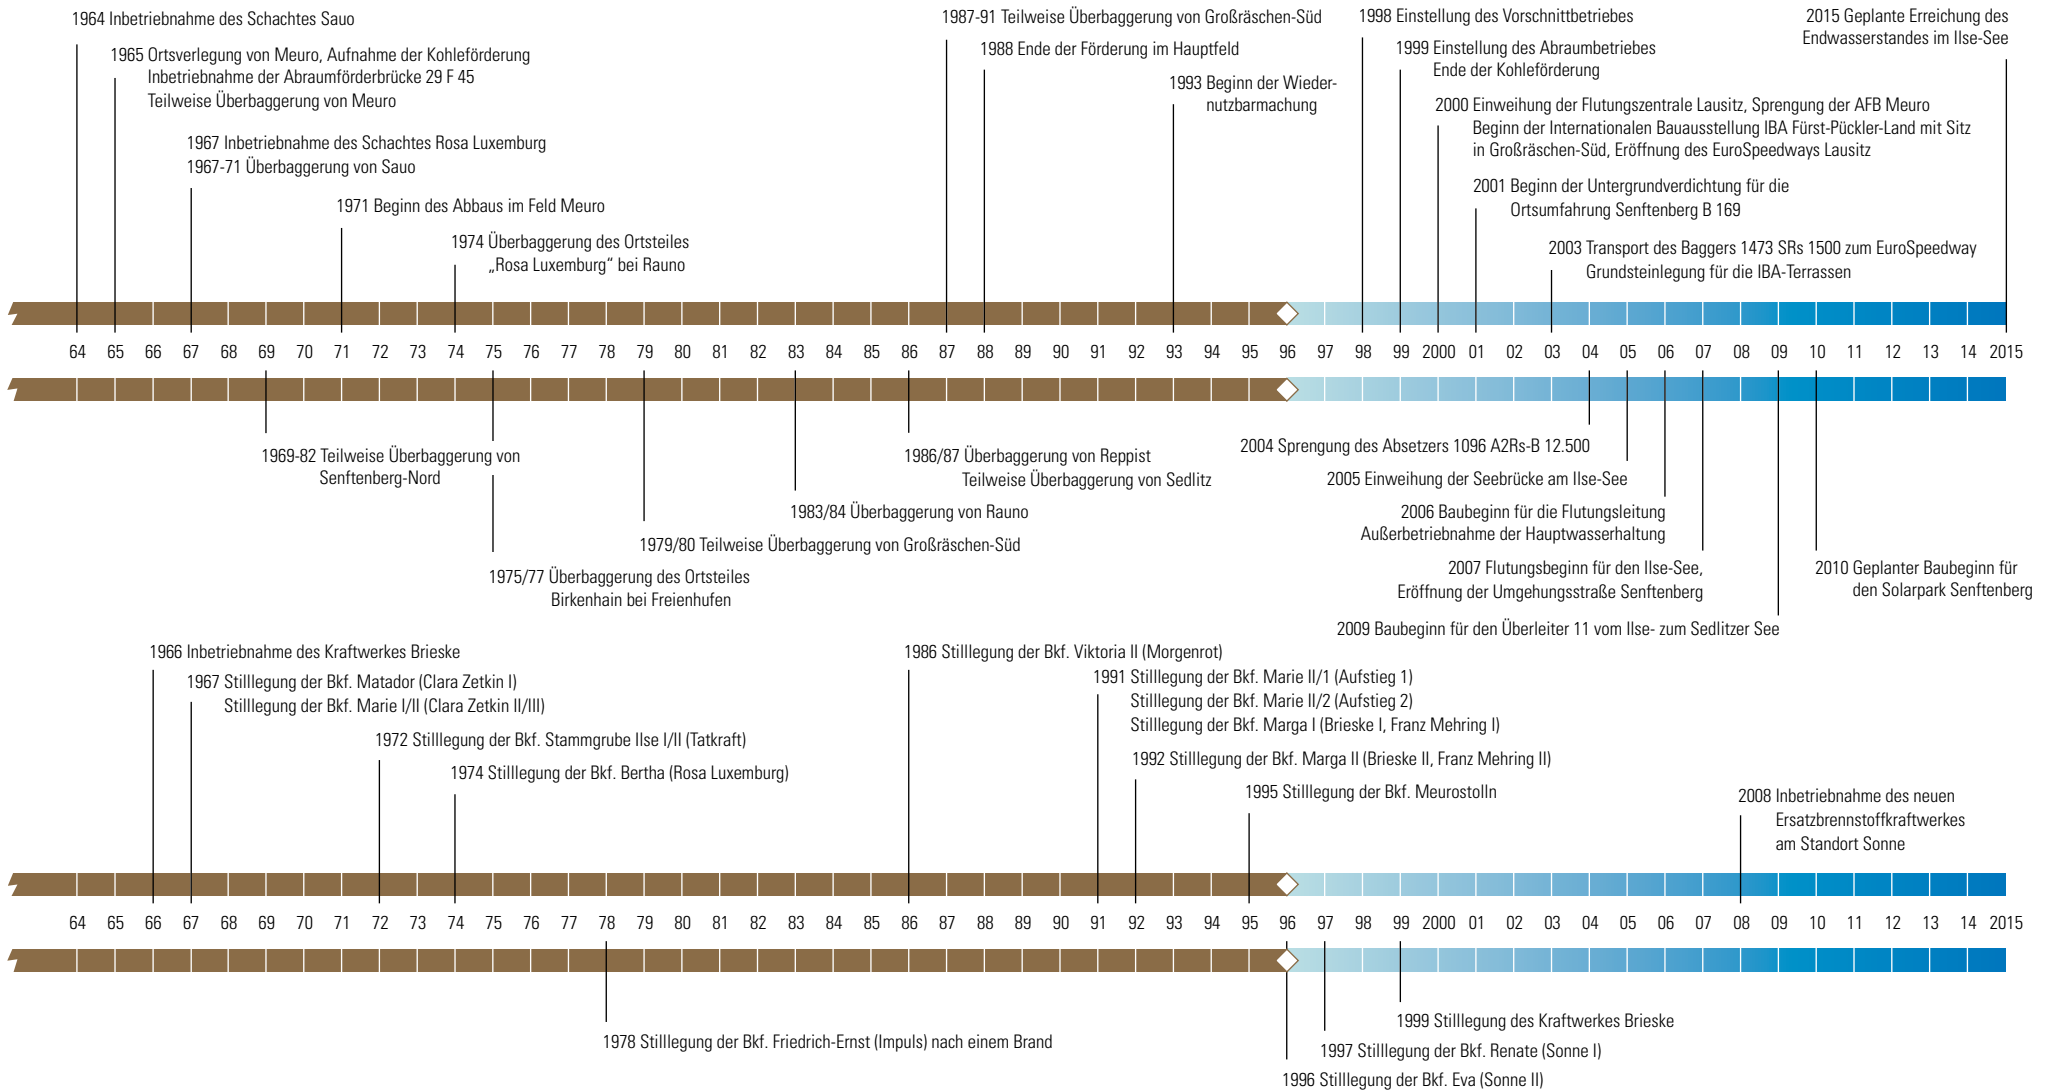 1964 Inbetriebnahme des Schachtes Sauo
1965 Ortsverlegung von Meuro, Aufnahme der Kohleförderung
Inbetriebnahme der Abraumförderbrücke 29 F 45
Teilweise Überbaggerung von Meuro
1967 Inbetriebnahme des Schachtes Rosa Luxemburg
1967-71 Überbaggerung von Sauo
1971 Beginn des Abbaus im Feld Meuro
1974 Überbaggerung des Ortsteiles
„Rosa Luxemburg“ bei Rauno
1987-91 Teilweise Überbaggerung von Großräschen-Süd
1988 Ende der Förderung im Hauptfeld
1993 Beginn der Wieder-
nutzbarmachung
1998 Einstellung des Vorschnittbetriebes
1999 Einstellung des Abraumbetriebes
Ende der Kohleförderung
2000 Einweihung der Flutungszentrale Lausitz, Sprengung der AFB Meuro
Beginn der Internationalen Bauausstellung IBA Fürst-Pückler-Land mit Sitz
in Großräschen-Süd, Eröffnung des EuroSpeedways Lausitz
2001 Beginn der Untergrundverdichtung für die
Ortsumfahrung Senftenberg B 169
2003 Transport des Baggers 1473 SRs 1500 zum EuroSpeedway
Grundsteinlegung für die IBA-Terrassen
2015 Geplante Erreichung des
Endwasserstandes im Ilse-See
64 65 66 67 68 69 70 71 72 73 74 75 76 77 78 79 80 81 82 83 84 85 86 87 88 89 90 91 92 93 94 95 96 97 98 99 2000 01 02 03 04 05 06 07 08 09 10 11 12 13 14 2015
1969-82 Teilweise Überbaggerung von
Senftenberg-Nord
1975/77 Überbaggerung des Ortsteiles
Birkenhain bei Freienhufen
1979/80 Teilweise Überbaggerung von Großräschen-Süd
1983/84 Überbaggerung von Rauno
1986/87 Überbaggerung von Reppist
Teilweise Überbaggerung von Sedlitz
2004 Sprengung des Absetzers 1096 A2Rs-B 12.500
2005 Einweihung der Seebrücke am Ilse-See
2006 Baubeginn für die Flutungsleitung
Außerbetriebnahme der Hauptwasserhaltung
2007 Flutungsbeginn für den Ilse-See,
Eröffnung der Umgehungsstraße Senftenberg
2009 Baubeginn für den Überleiter 11 vom Ilse- zum Sedlitzer See
2010 Geplanter Baubeginn für
den Solarpark Senftenberg
1966 Inbetriebnahme des Kraftwerkes Brieske
1967 Stilllegung der Bkf. Matador (Clara Zetkin I)
Stilllegung der Bkf. Marie I/II (Clara Zetkin II/III)
1972 Stilllegung der Bkf. Stammgrube Ilse I/II (Tatkraft)
1974 Stilllegung der Bkf. Bertha (Rosa Luxemburg)
1986 Stilllegung der Bkf. Viktoria II (Morgenrot)
1991 Stilllegung der Bkf. Marie II/1 (Aufstieg 1)
Stilllegung der Bkf. Marie II/2 (Aufstieg 2)
Stilllegung der Bkf. Marga I (Brieske I, Franz Mehring I)
1992 Stilllegung der Bkf. Marga II (Brieske II, Franz Mehring II)
1995 Stilllegung der Bkf. Meurostolln
2008 Inbetriebnahme des neuen
Ersatzbrennstoffkraftwerkes
am Standort Sonne
64 65 66 67 68 69 70 71 72 73 74 75 76 77 78 79 80 81 82 83 84 85 86 87 88 89 90 91 92 93 94 95 96 97 98 99 2000 01 02 03 04 05 06 07 08 09 10 11 12 13 14 2015
1978 Stilllegung der Bkf. Friedrich-Ernst (Impuls) nach einem Brand
1999 Stilllegung des Kraftwerkes Brieske
1997 Stilllegung der Bkf. Renate (Sonne I)
1996 Stilllegung der Bkf. Eva (Sonne II)